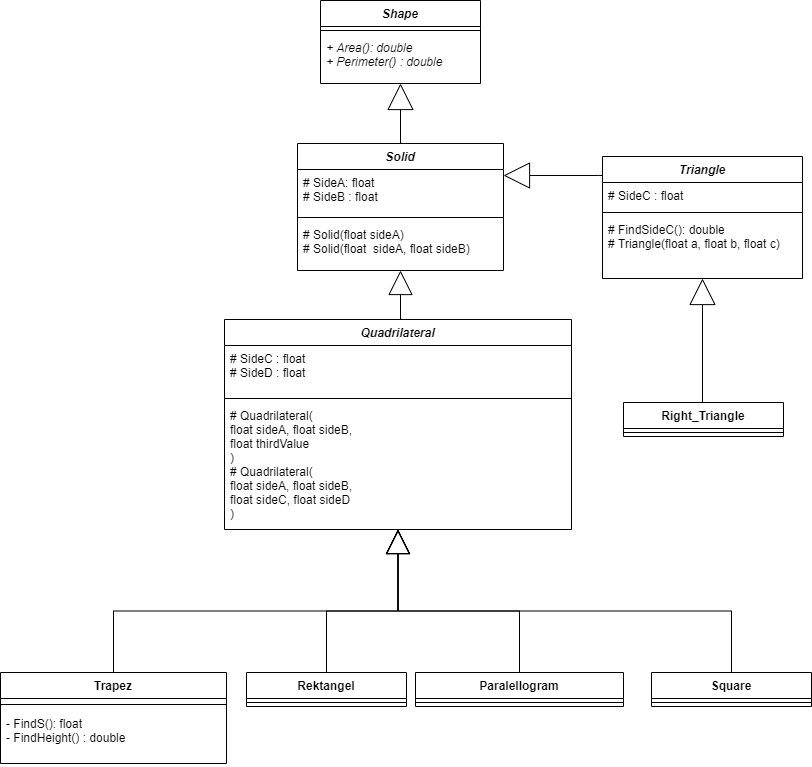 Shape
+ Area(): double
+ Perimeter() : double
Solid
# SideA: float
# SideB : float
# Solid(float sideA)
# Solid(float  sideA, float sideB)
Triangle
# SideC : float
# FindSideC(): double
# Triangle(float a, float b, float c)
Quadrilateral
# SideC : float
# SideD : float
# Quadrilateral(
float sideA, float sideB,
float thirdValue
)
# Quadrilateral(
float sideA, float sideB,
float sideC, float sideD
)
Right_Triangle
Trapez
- FindS(): float
- FindHeight() : double
Rektangel
Paralellogram
Square